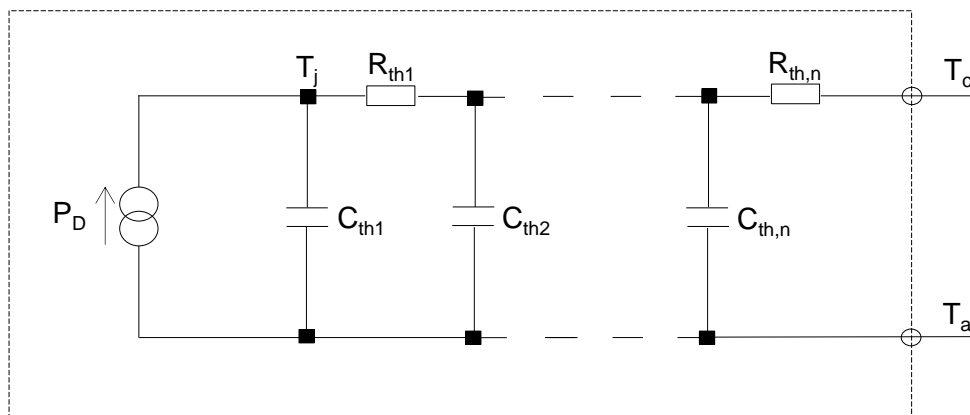 T_j
R_th1
R_th,n
T_c
P_D
C_th1
C_th2
C_th,n
T_a